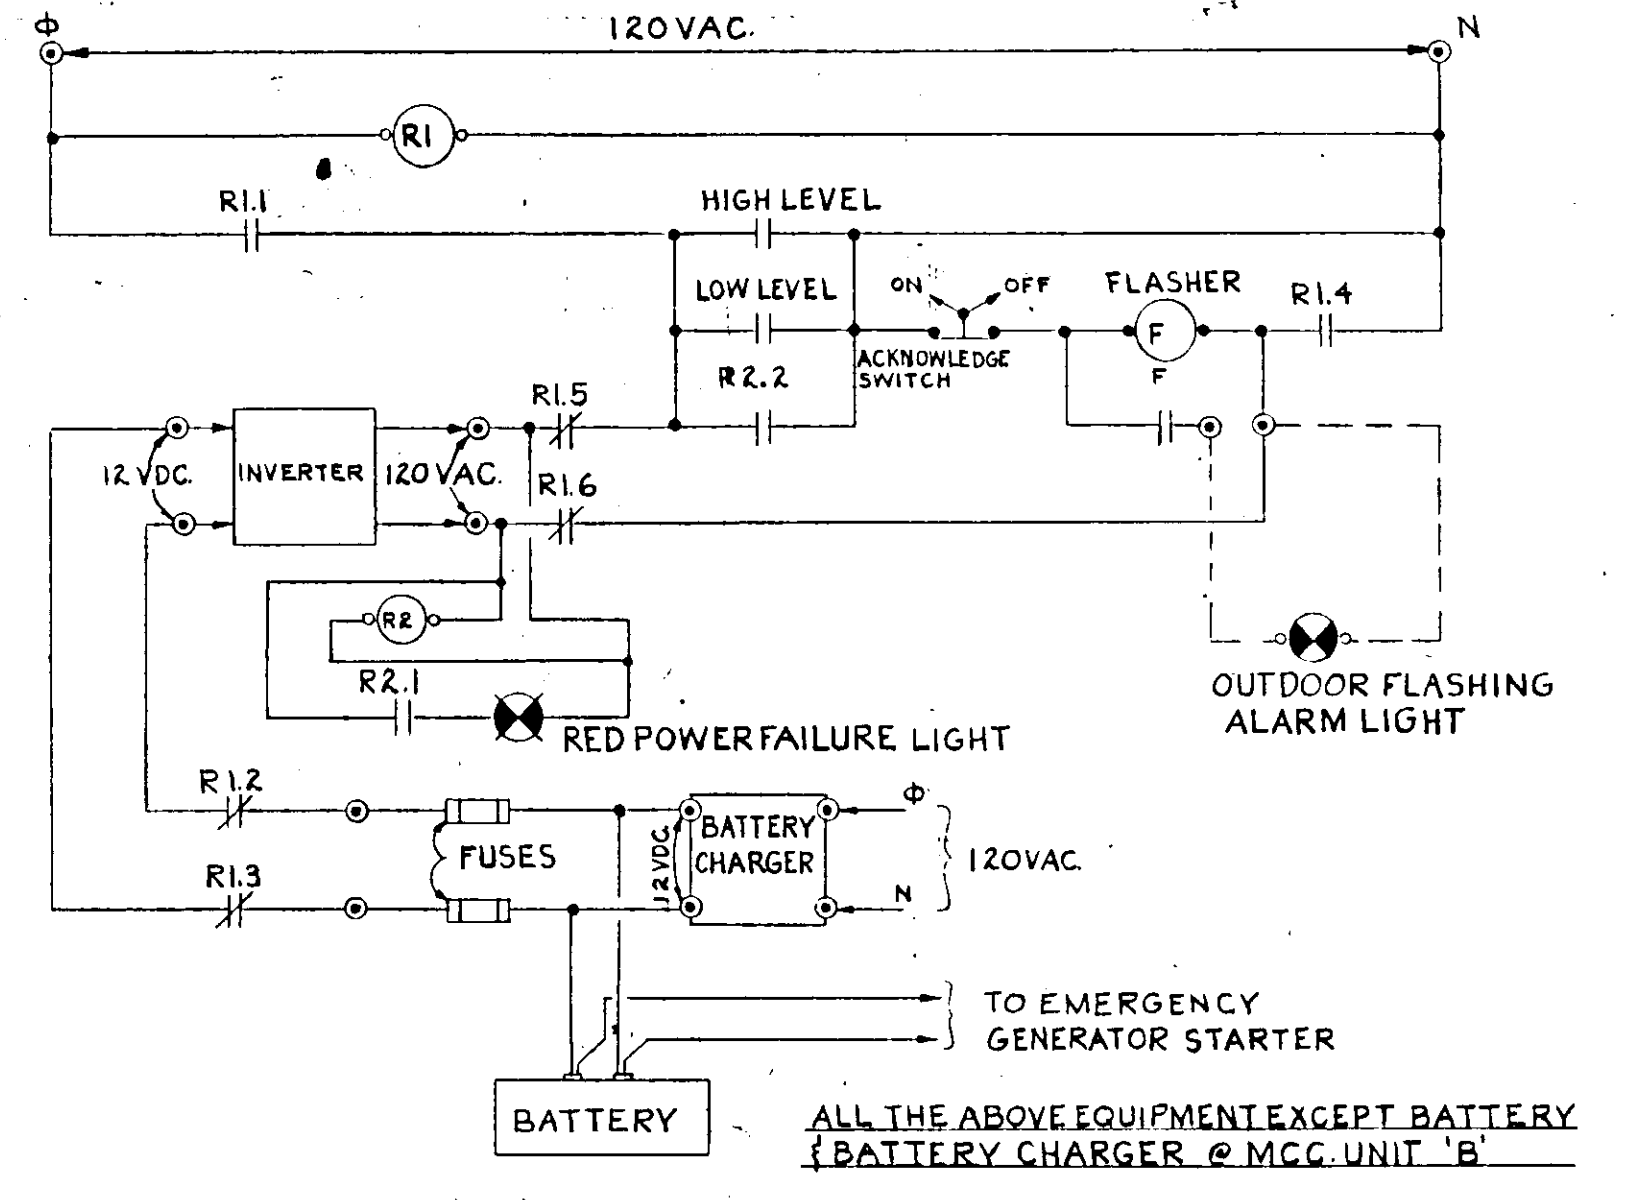 Φ
120VAC.
N
R1
R1.1
HIGH LEVEL
LOW LEVEL
ON
OFF
FLASHER
R1.4
F
ACKNOWLEDGE
SWITCH
R2.2
F
R1.5
12 VDC.
INVERTER
120 VAC.
R1.6
R2
R2.1
RED POWER FAILURE LIGHT
OUTDOOR FLASHING
ALARM LIGHT
R1.2
FUSES
R1.3
12 VDC.
BATTERY
CHARGER
Φ
120VAC.
N
TO EMERGENCY
GENERATOR STARTER
BATTERY
ALL THE ABOVE EQUIPMENT EXCEPT BATTERY
& BATTERY CHARGER @ MCC. UNIT 'B'